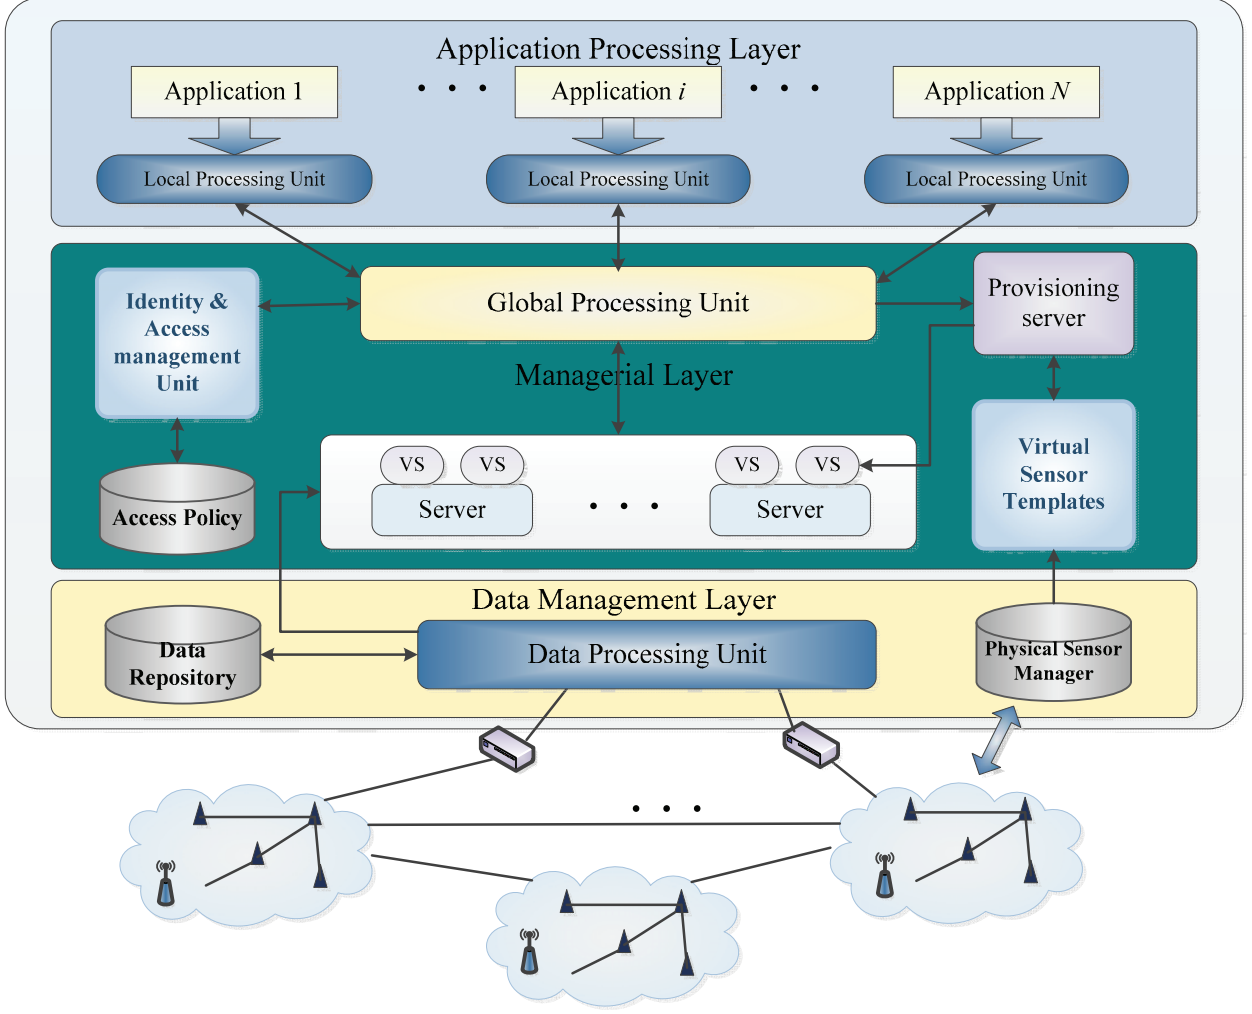 Application Processing Layer
Application 1
Application i
Application N
Local Processing Unit
Local Processing Unit
Local Processing Unit
Identity &
Access
management
Unit
Global Processing Unit
Provisioning
server
Managerial Layer
VS
VS
VS
VS
Server
Server
Virtual
Sensor
Templates
Access Policy
Data Management Layer
Data
Repository
Data Processing Unit
Physical Sensor
Manager